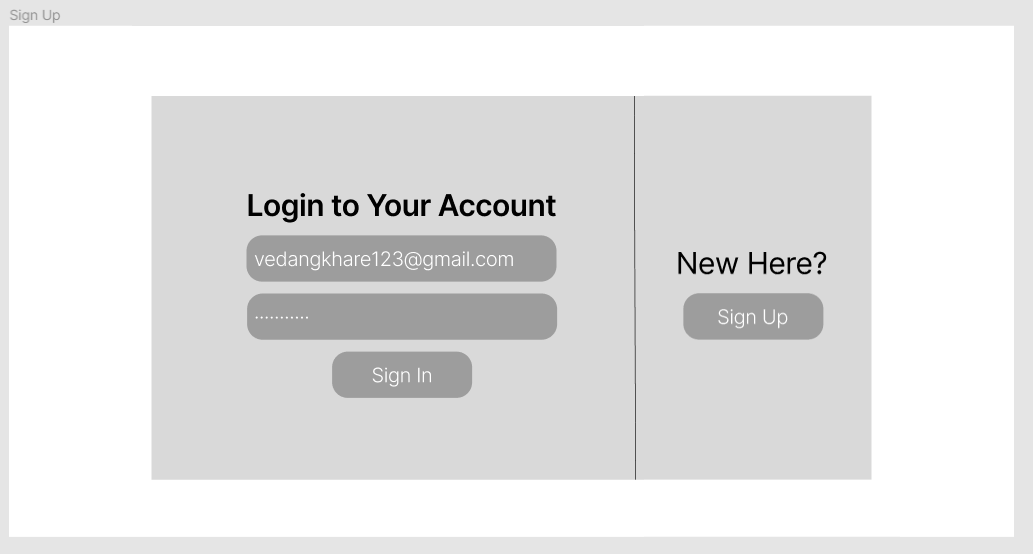 Sign Up
Login to Your Account
vedangkhare123@gmail.com
...........
Sign In
New Here?
Sign Up